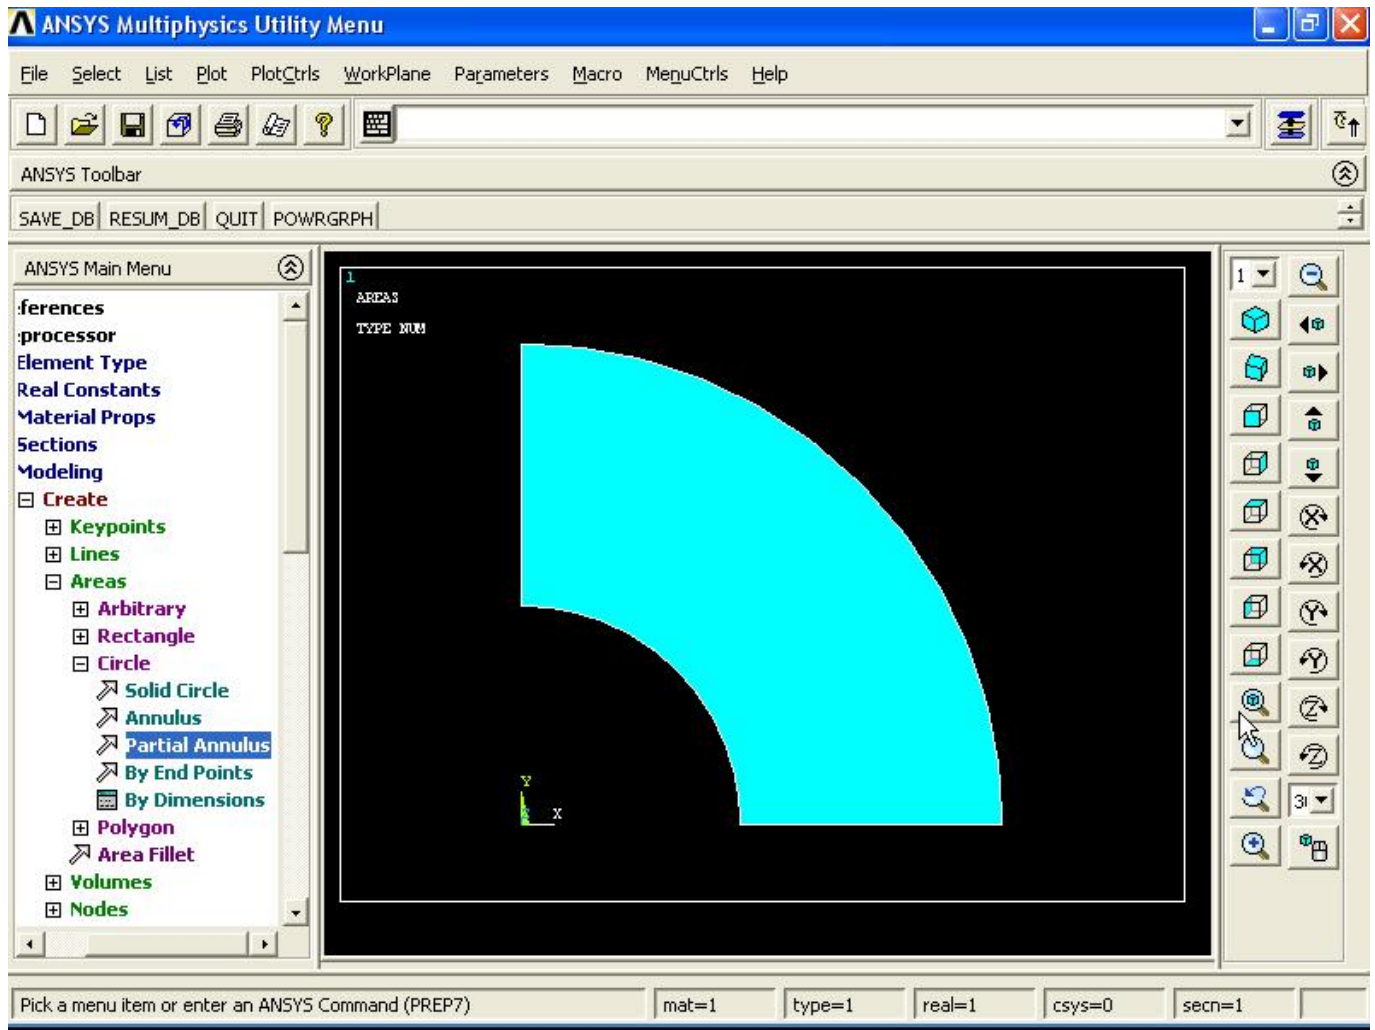 ANSYS Multiphysics Utility Menu
File Select List Plot PlotCtrls WorkPlane Parameters Macro MenuCtrls Help
ANSYS Toolbar
SAVE_DB RESUM_DB QUIT POWRGRPH
ANSYS Main Menu
ferences
processor
Element Type
Real Constants
Material Props
Sections
Modeling
Create
Keypoints
Lines
Areas
Arbitrary
Rectangle
Circle
Solid Circle
Annulus
Partial Annulus
By End Points
By Dimensions
Polygon
Area Fillet
Volumes
Nodes
1
AREAS
TYPE NUM
Y
X
1
X
X
Y
Y
Z
Z
Pick a menu item or enter an ANSYS Command (PREP7) mat=1 type=1 real=1 csys=0 secn=1